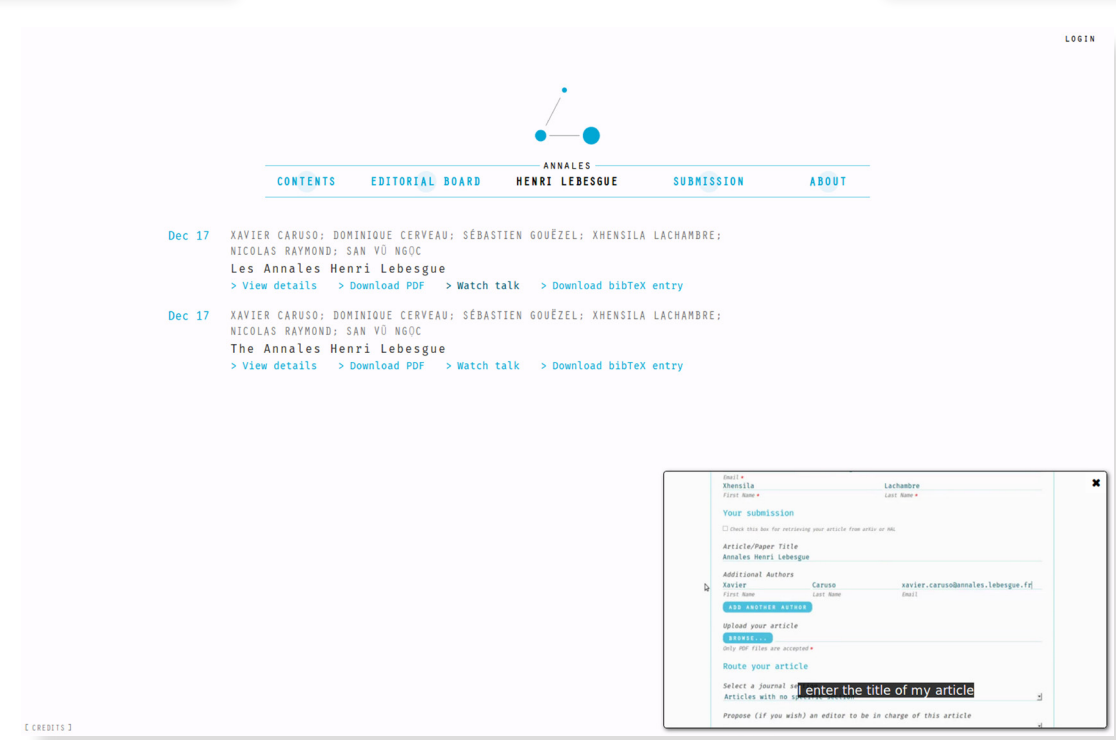 LOGIN
ANNALES
CONTENTS EDITORIAL BOARD HENRI LEBESGUE SUBMISSION ABOUT
Dec 17 XAVIER CARUSO; DOMINIQUE CERVEAU; SÉBASTIEN GOUËZEL; XHENSILA LACHAMBRE;
NICOLAS RAYMOND; SAN VŨ NGỌC
Les Annales Henri Lebesgue
> View details > Download PDF > Watch talk > Download bibTeX entry
Dec 17 XAVIER CARUSO; DOMINIQUE CERVEAU; SÉBASTIEN GOUËZEL; XHENSILA LACHAMBRE;
NICOLAS RAYMOND; SAN VŨ NGỌC
The Annales Henri Lebesgue
> View details > Download PDF > Watch talk > Download bibTeX entry
Email *
Xhensila Lachambre
First Name * Last Name *
Your submission
Check this box for retrieving your article from arXiv or HAL
Article/Paper Title
Annales Henri Lebesgue
Additional Authors
Xavier Caruso xavier.caruso@annales.lebesgue.fr
First Name Last Name Email
ADD ANOTHER AUTHOR
Upload your article
BROWSE...
Only PDF files are accepted *
Route your article
Select a journal
I enter the title of my article
Articles with no
Propose (if you wish) an editor to be in charge of this article
[ CREDITS ]